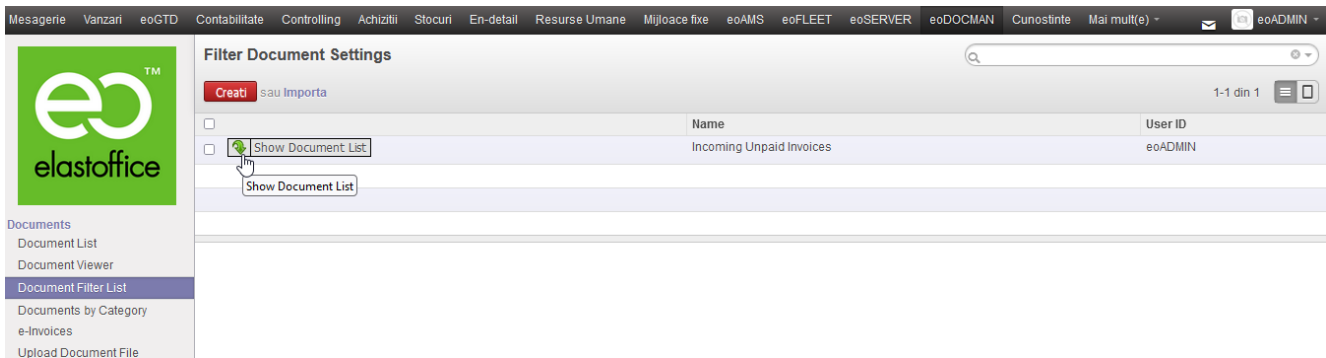 Mesagerie Vanzari eoGTD Contabilitate Controlling Achizitii Stocuri En-detail Resurse Umane Mijloace fixe eoAMS eoFLEET eoSERVER eoDOCMAN Cunostinte Mai mult(e) eoADMIN
eo TM
elastoffice
Filter Document Settings
Creati sau Importa 1-1 din 1
Name User ID
Show Document List Incoming Unpaid Invoices eoADMIN
Show Document List
Documents
Document List
Document Viewer
Document Filter List
Documents by Category
e-Invoices
Upload Document File